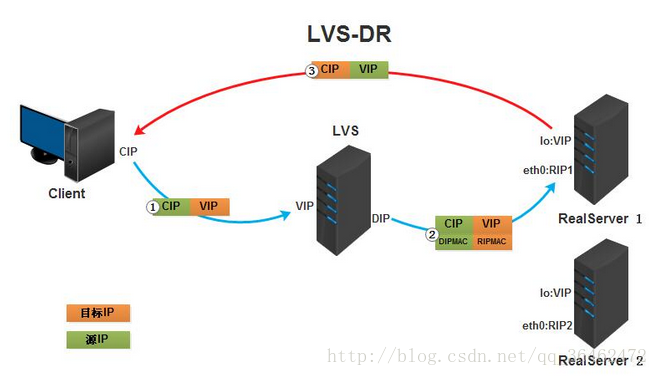 LVS-DR
③ CIP VIP
LVS
lo:VIP
CIP
eth0:RIP1
Client
① CIP VIP
VIP
DIP
RealServer 1
② CIP VIP
DIPMAC RIPMAC
lo:VIP
目标IP
eth0:RIP2
源IP
http://blog.csdn.net/qq_36462472
RealServer 2